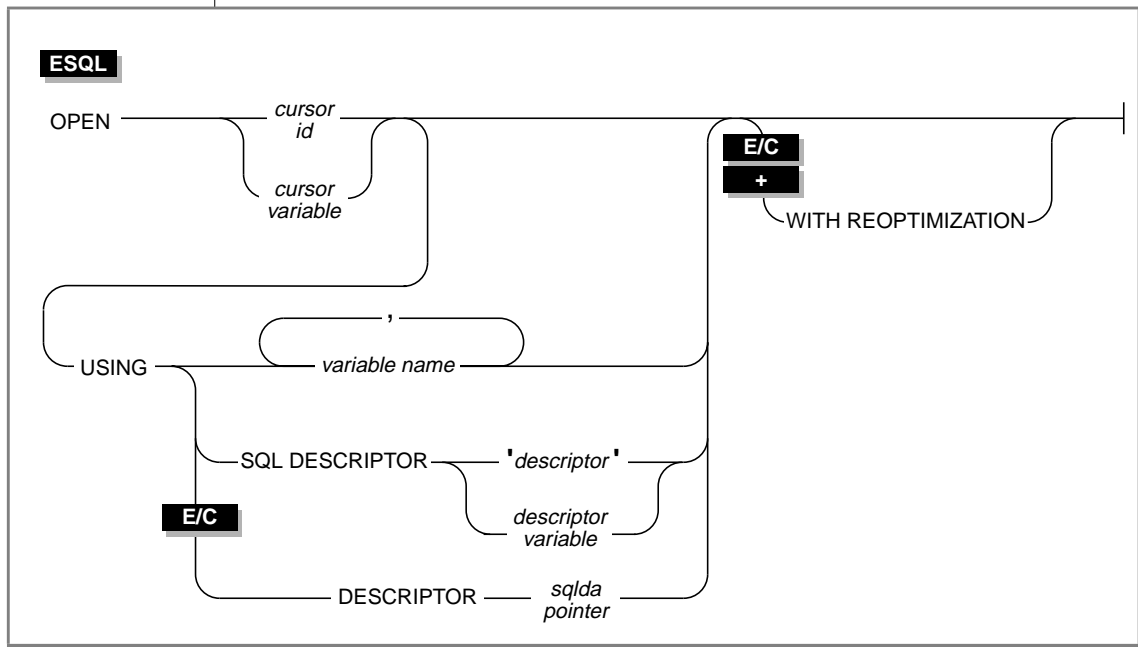 ESQL
OPEN
cursor
id
cursor
variable
E/C
+
WITH REOPTIMIZATION
,
USING
variable name
SQL DESCRIPTOR
'descriptor'
descriptor
variable
E/C
DESCRIPTOR
sqlda
pointer